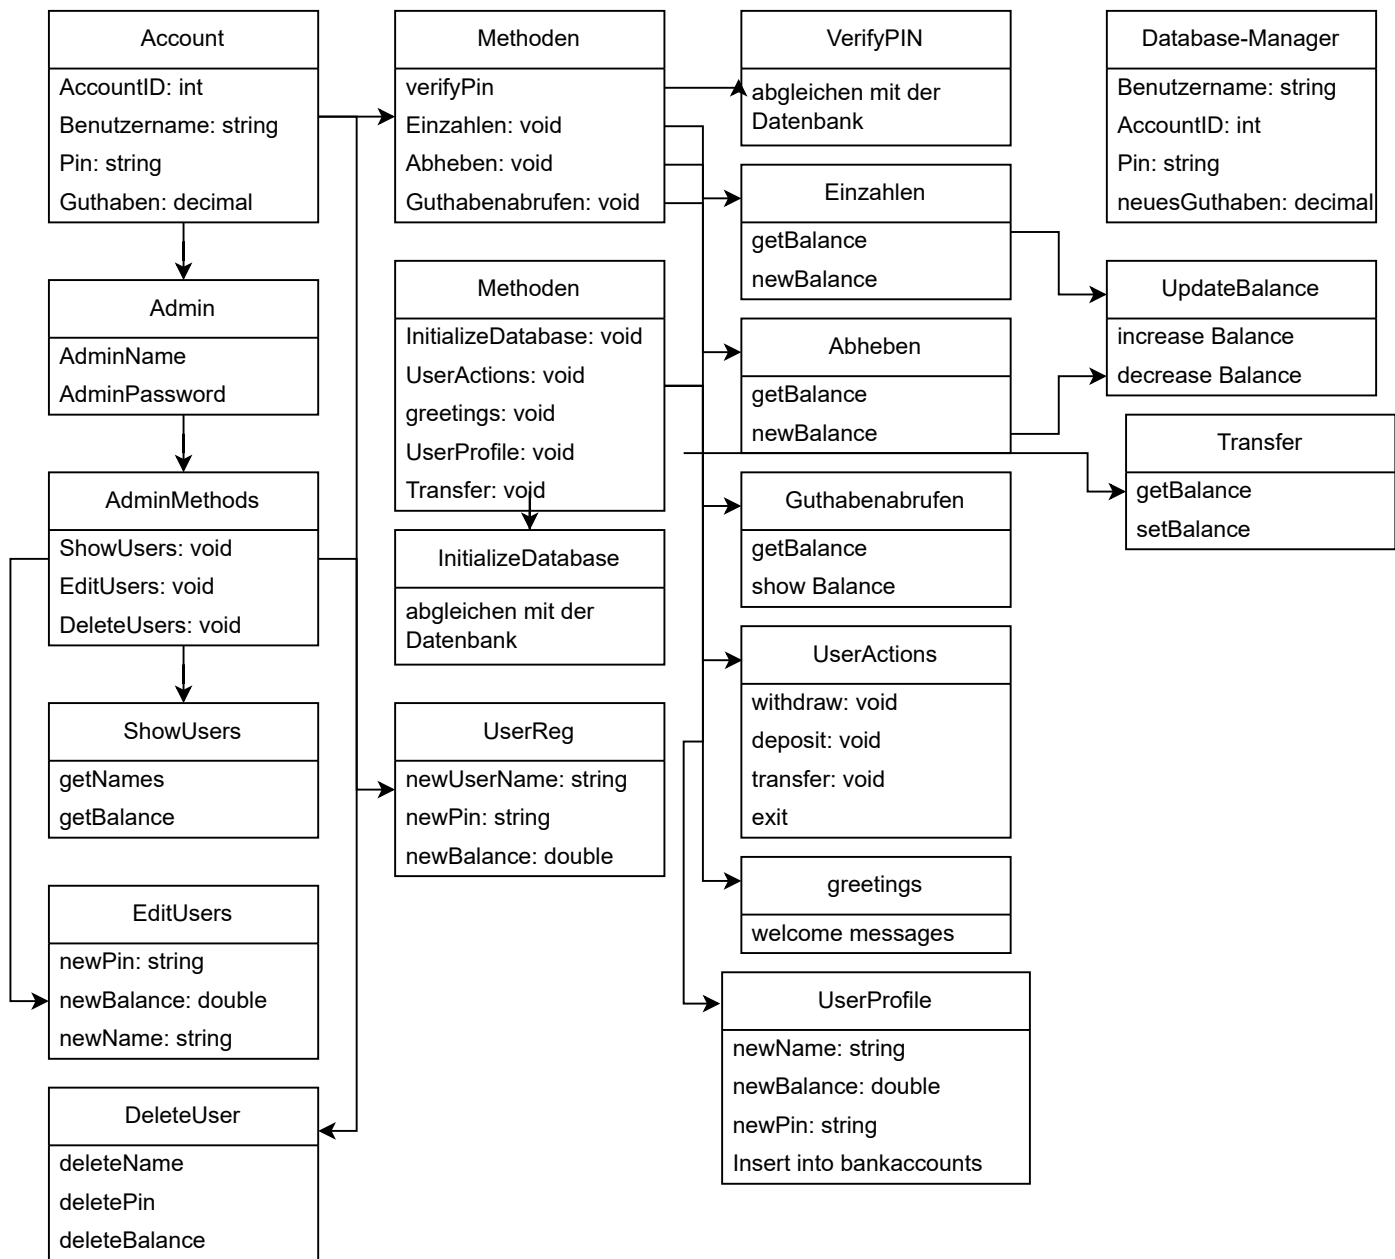 Account
AccountID: int
Benutzername: string
Pin: string
Guthaben: decimal
Admin
AdminName
AdminPassword
AdminMethods
ShowUsers: void
EditUsers: void
DeleteUsers: void
ShowUsers
getNames
getBalance
EditUsers
newPin: string
newBalance: double
newName: string
DeleteUser
deleteName
deletePin
deleteBalance
Methoden
verifyPin
Einzahlen: void
Abheben: void
Guthabenabrufen: void
Methoden
InitializeDatabase: void
UserActions: void
greetings: void
UserProfile: void
Transfer: void
InitializeDatabase
abgleichen mit der
Datenbank
UserReg
newUserName: string
newPin: string
newBalance: double
VerifyPIN
abgleichen mit der
Datenbank
Einzahlen
getBalance
newBalance
Abheben
getBalance
newBalance
Guthabenabrufen
getBalance
show Balance
UserActions
withdraw: void
deposit: void
transfer: void
exit
greetings
welcome messages
UserProfile
newName: string
newBalance: double
newPin: string
Insert into bankaccounts
Database-Manager
Benutzername: string
AccountID: int
Pin: string
neuesGuthaben: decimal
UpdateBalance
increase Balance
decrease Balance
Transfer
getBalance
setBalance